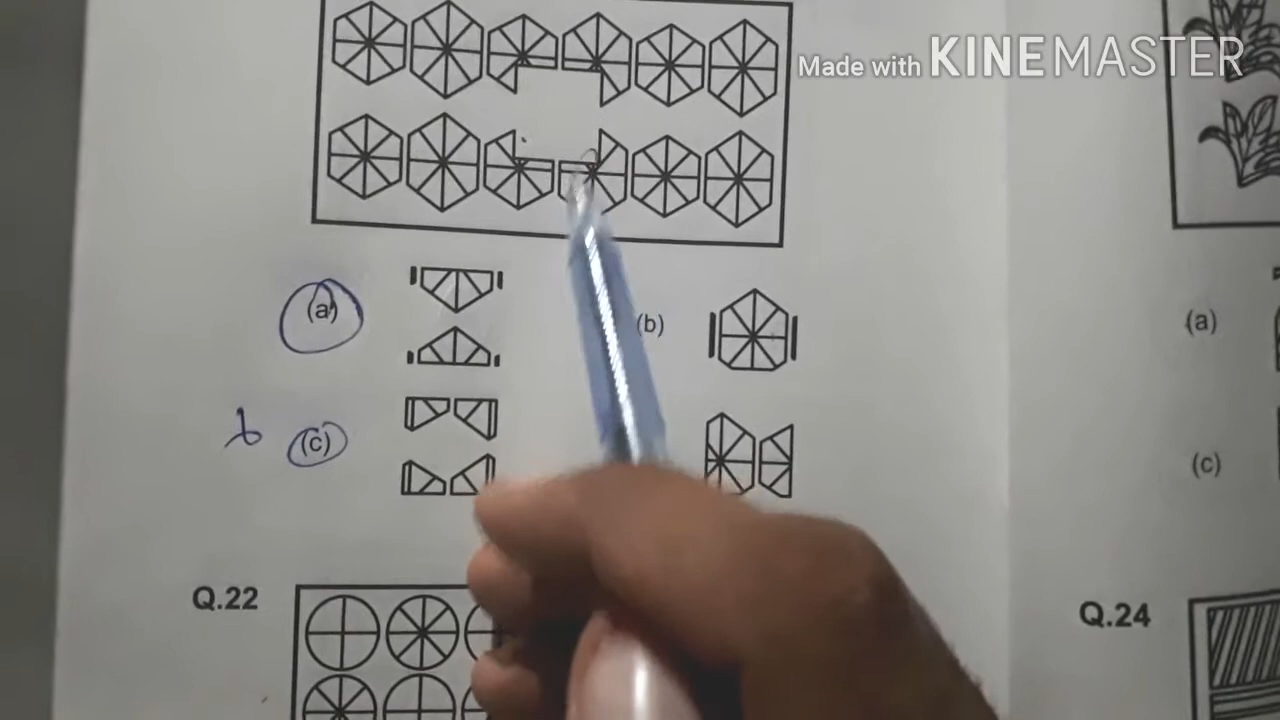 Made with KINEMASTER
(a)
(b)
(a)
b (c)
(c)
Q.22
Q.24